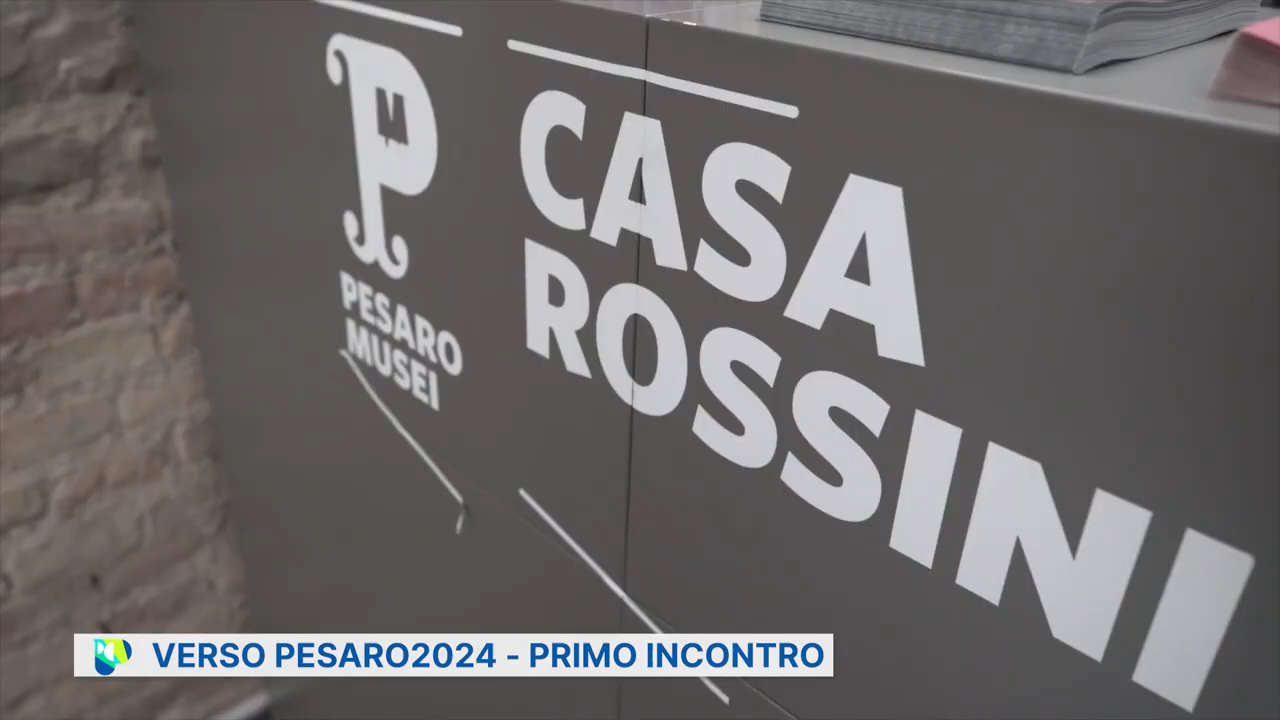 PESARO
MUSEI
CASA
ROSSINI
VERSO PESARO2024 - PRIMO INCONTRO